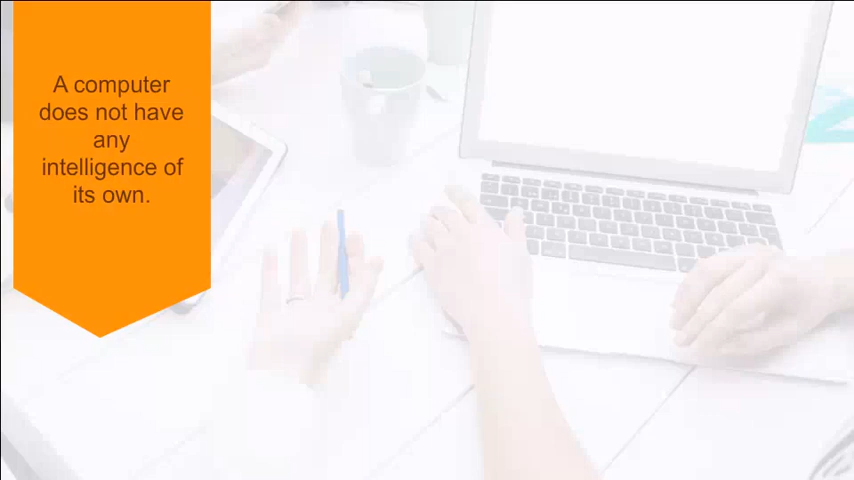 A computer
does not have
any
intelligence of
its own.